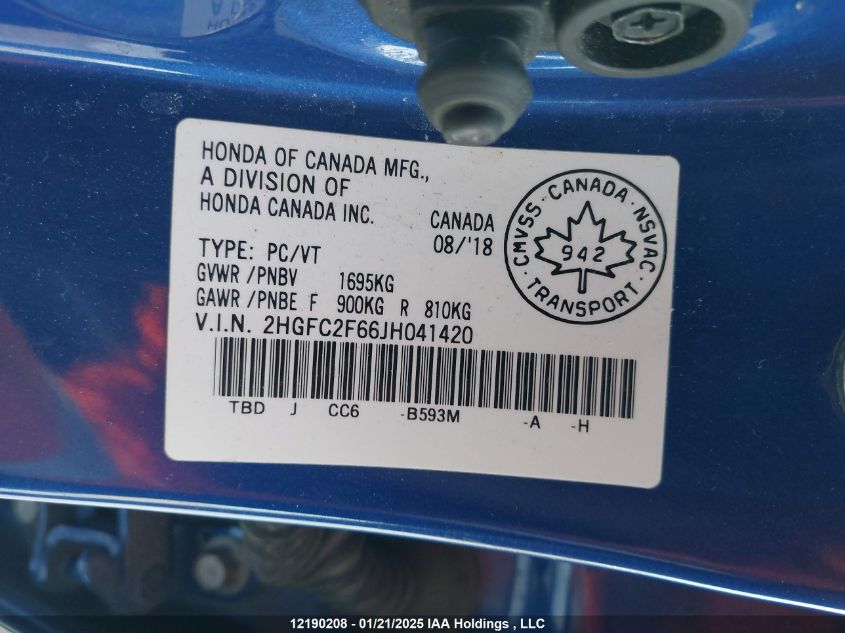 HONDA OF CANADA MFG.,
A DIVISION OF
HONDA CANADA INC.
CANADA
08/'18
TYPE: PC/VT
GVWR /PNBV 1695KG
GAWR /PNBE F 900KG R 810KG
V.I.N. 2HGFC2F66JH041420
TBD J CC6 -B593M -A -H
CMVSS · CANADA · NSVAC
942
· TRANSPORT ·
12190208 - 01/21/2025 IAA Holdings , LLC